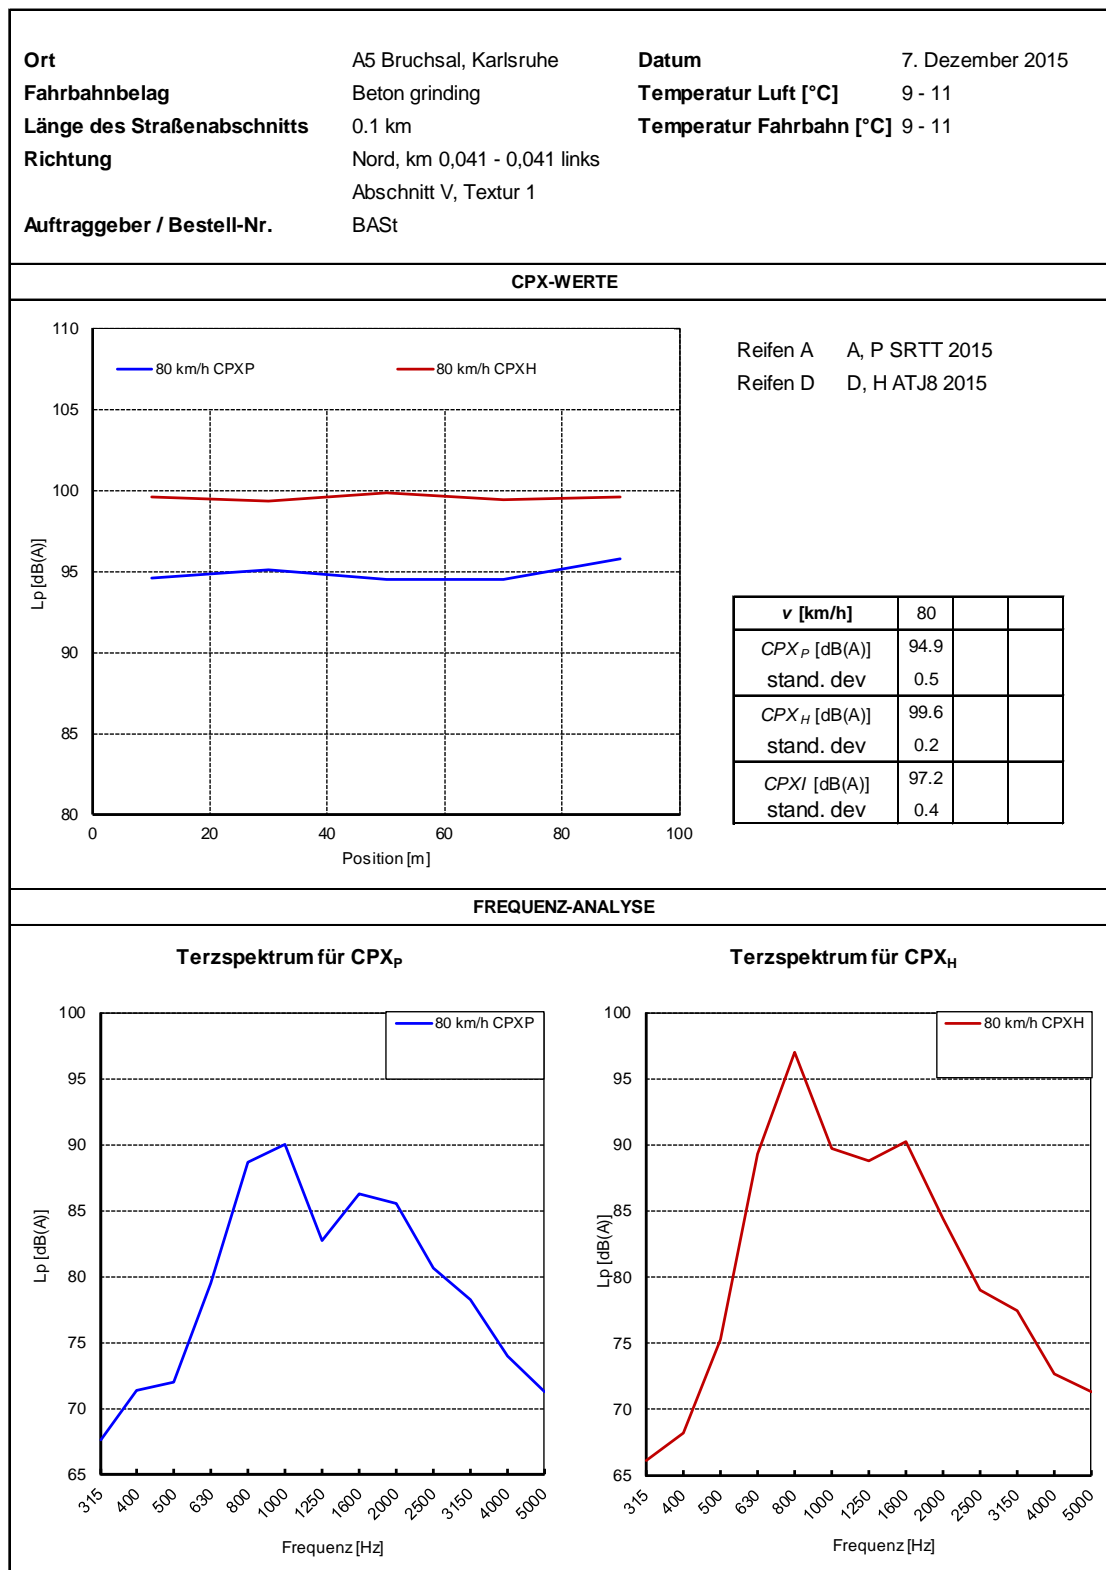 Ort A5 Bruchsal, Karlsruhe Datum 7. Dezember 2015
Fahrbahnbelag Beton grinding Temperatur Luft [°C] 9 - 11
Länge des Straßenabschnitts 0.1 km Temperatur Fahrbahn [°C] 9 - 11
Richtung Nord, km 0,041 - 0,041 links
Abschnitt V, Textur 1
Auftraggeber / Bestell-Nr. BASt
CPX-WERTE
110
105
100
95
90
85
80
Lp [dB(A)]
80 km/h CPXP 80 km/h CPXH
0 20 40 60 80 100
Position [m]
Reifen A A, P SRTT 2015
Reifen D D, H ATJ8 2015
v [km/h] 80
CPX P [dB(A)] 94.9
stand. dev 0.5
CPX H [dB(A)] 99.6
stand. dev 0.2
CPXI [dB(A)] 97.2
stand. dev 0.4
FREQUENZ-ANALYSE
Terzspektrum für CPXP
100
95
90
85
80
75
70
65
Lp [dB(A)]
80 km/h CPXP
315 400 500 630 800 1000 1250 1600 2000 2500 3150 4000 5000
Frequenz [Hz]
Terzspektrum für CPXH
100
95
90
85
80
75
70
65
Lp [dB(A)]
80 km/h CPXH
315 400 500 630 800 1000 1250 1600 2000 2500 3150 4000 5000
Frequenz [Hz]